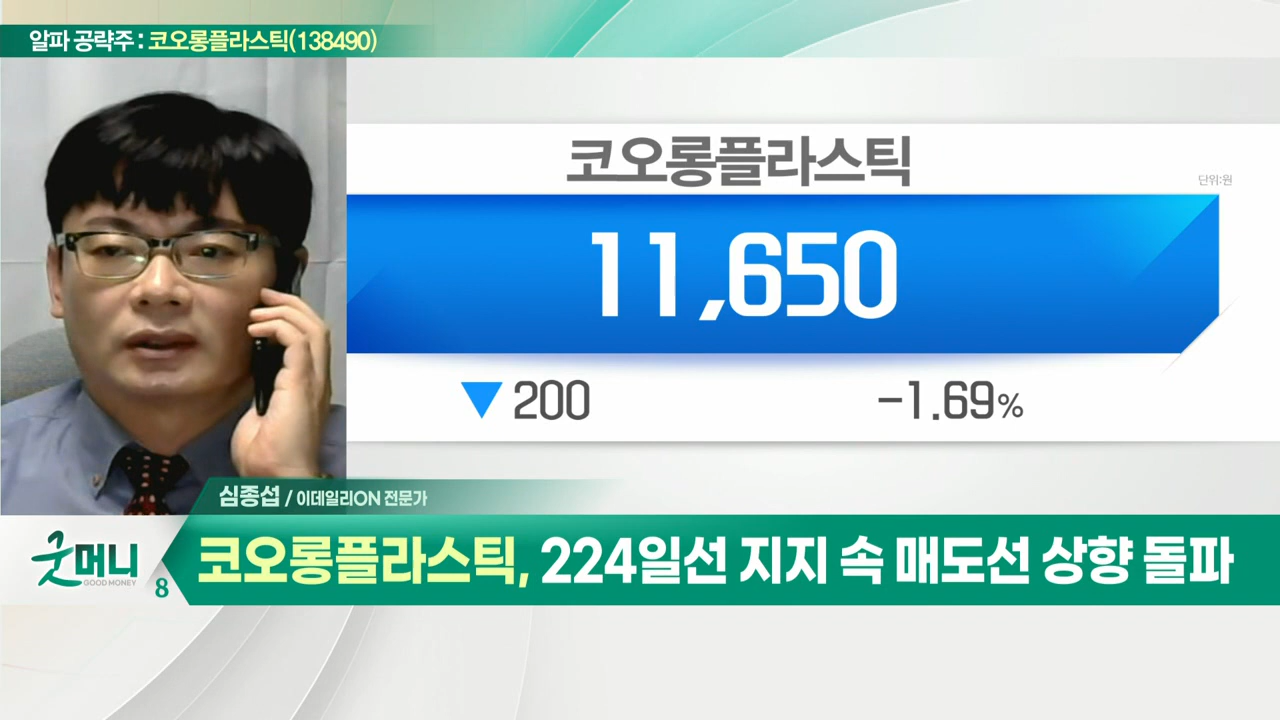 알파 공략주 : 코오롱플라스틱(138490)
코오롱플라스틱
단위:원
11,650
▼ 200 -1.69%
심종섭 / 이데일리ON 전문가
굿머니
GOOD MONEY
8
코오롱플라스틱, 224일선 지지 속 매도선 상향 돌파